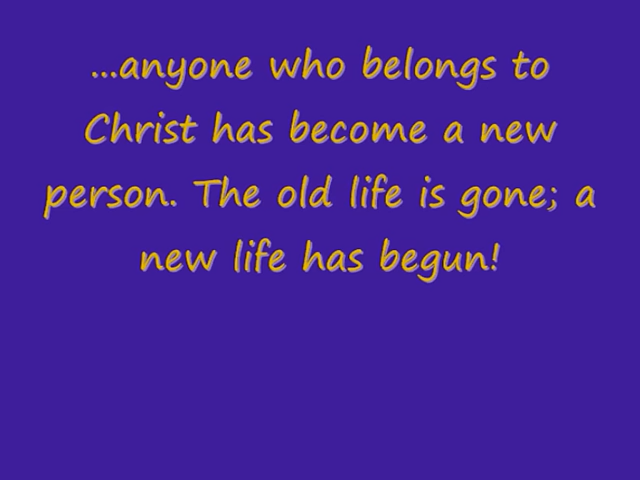 ...anyone who belongs to
Christ has become a new
person. The old life is gone; a
new life has begun!